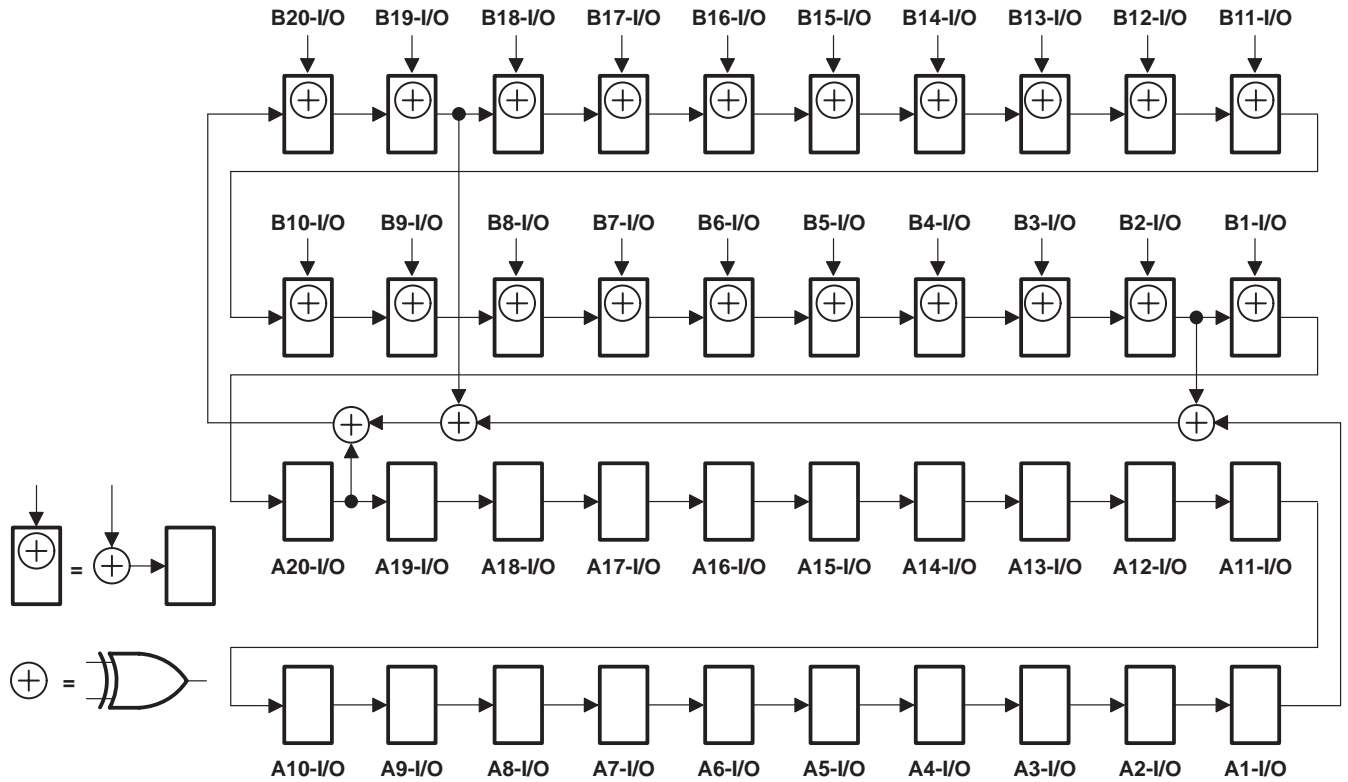 B20-I/O B19-I/O B18-I/O B17-I/O B16-I/O B15-I/O B14-I/O B13-I/O B12-I/O B11-I/O
B10-I/O B9-I/O B8-I/O B7-I/O B6-I/O B5-I/O B4-I/O B3-I/O B2-I/O B1-I/O
A20-I/O A19-I/O A18-I/O A17-I/O A16-I/O A15-I/O A14-I/O A13-I/O A12-I/O A11-I/O
=
=
A10-I/O A9-I/O A8-I/O A7-I/O A6-I/O A5-I/O A4-I/O A3-I/O A2-I/O A1-I/O